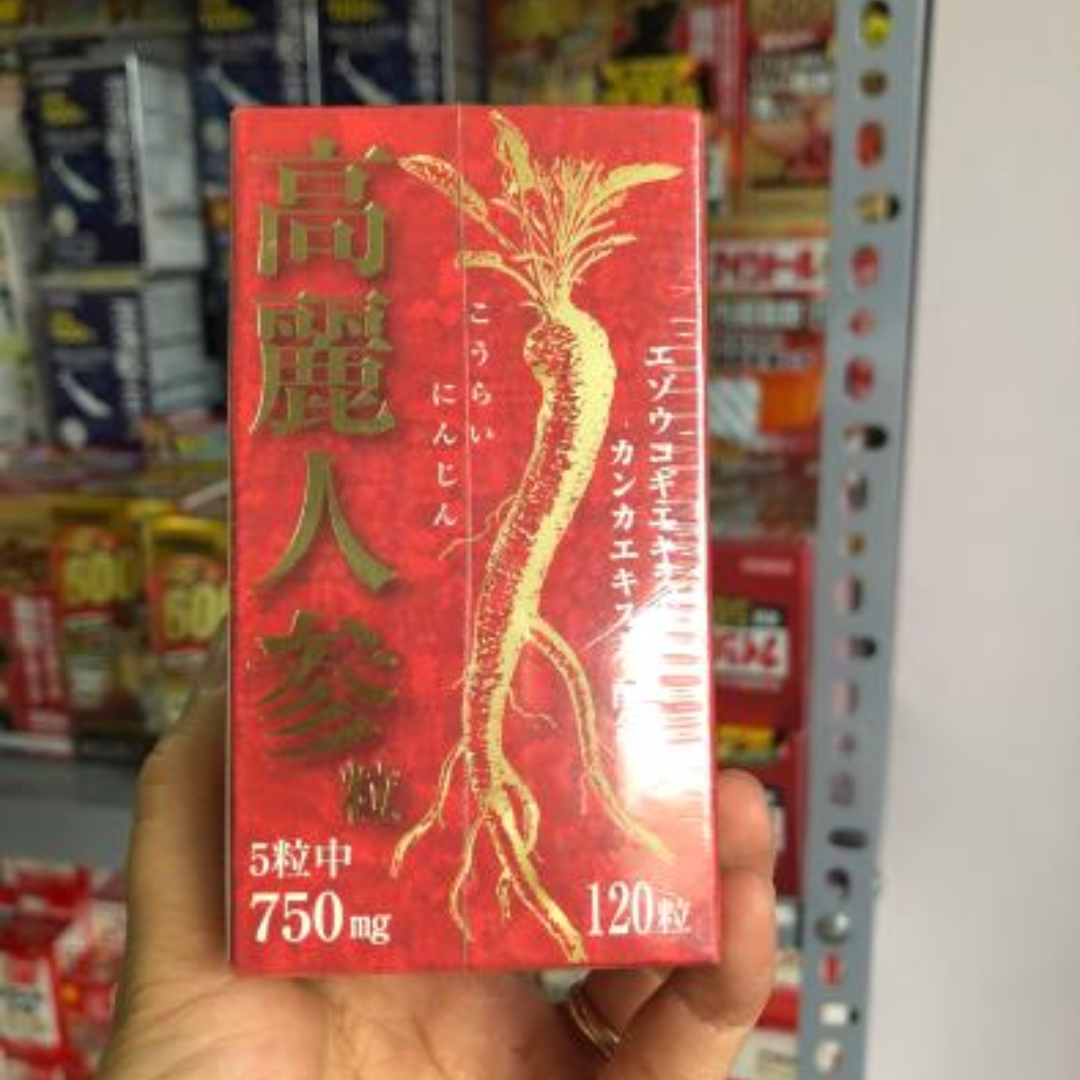 高麗人参
粒
こうらい
にんじん
エゾウコギエキス
カンカエキス
5粒中
750mg
120粒